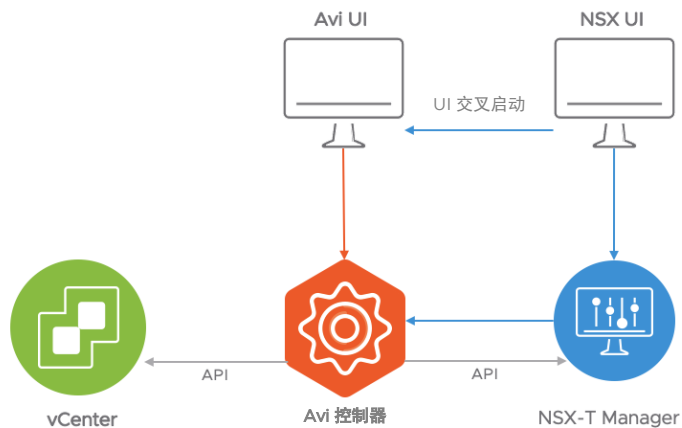 Avi UI
NSX UI
UI 交叉启动
API
API
vCenter
Avi 控制器
NSX-T Manager